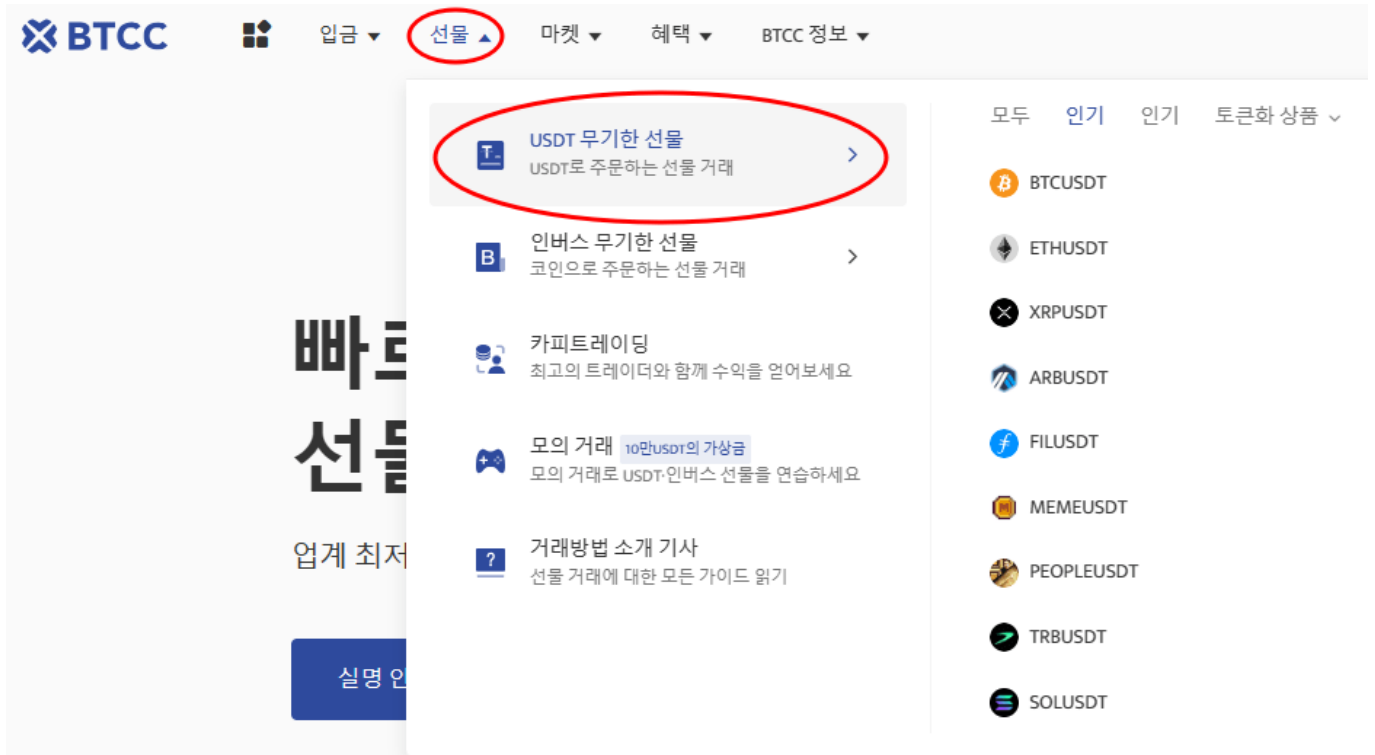 BTCC
입금 ▼
선물 ▲
마켓 ▼
혜택 ▼
BTCC 정보 ▼
USDT 무기한 선물
USDT로 주문하는 선물 거래
인버스 무기한 선물
코인으로 주문하는 선물 거래
카피트레이딩
최고의 트레이더와 함께 수익을 얻어보세요
모의 거래 10만USDT의 가상금
모의 거래로 USDT·인버스 선물을 연습하세요
거래방법 소개 기사
선물 거래에 대한 모든 가이드 읽기
모두 인기 인기 토큰화 상품
BTCUSDT
ETHUSDT
XRPUSDT
ARBUSDT
FILUSDT
MEMEUSDT
PEOPLEUSDT
TRBUSDT
SOLUSDT
빠르
선물
업계 최저
실명 인